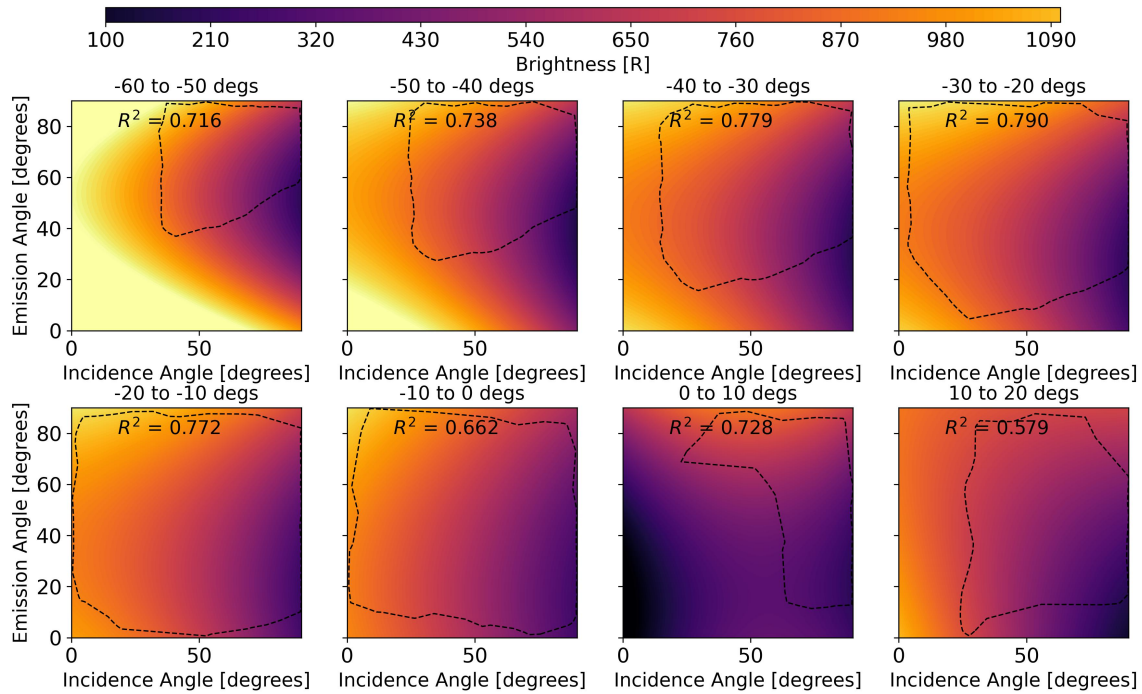 100 210 320 430 540 650 760 870 980 1090
Brightness [R]
-60 to -50 degs
-50 to -40 degs
-40 to -30 degs
-30 to -20 degs
R² = 0.716
R² = 0.738
R² = 0.779
R² = 0.790
Emission Angle [degrees]
80
60
40
20
0
0 50
0 50
0 50
0 50
Incidence Angle [degrees]
Incidence Angle [degrees]
Incidence Angle [degrees]
Incidence Angle [degrees]
-20 to -10 degs
-10 to 0 degs
0 to 10 degs
10 to 20 degs
R² = 0.772
R² = 0.662
R² = 0.728
R² = 0.579
Emission Angle [degrees]
80
60
40
20
0
0 50
0 50
0 50
0 50
Incidence Angle [degrees]
Incidence Angle [degrees]
Incidence Angle [degrees]
Incidence Angle [degrees]